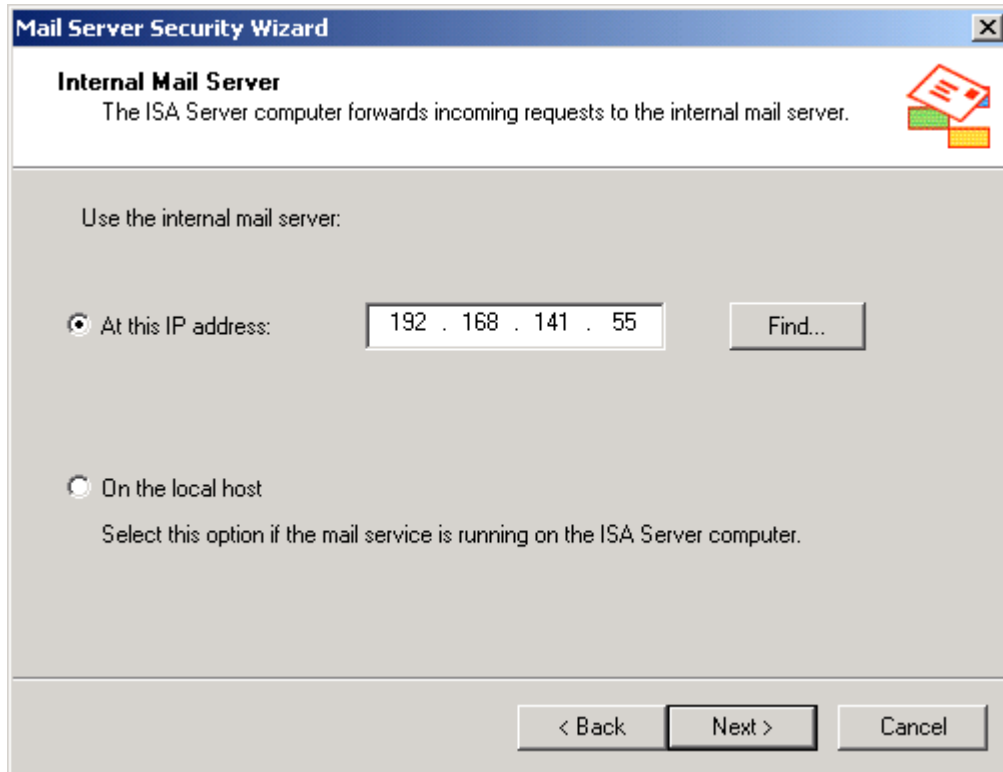 Mail Server Security Wizard
Internal Mail Server
The ISA Server computer forwards incoming requests to the internal mail server.
Use the internal mail server:
At this IP address: 192 . 168 . 141 . 55 Find...
On the local host
Select this option if the mail service is running on the ISA Server computer.
< Back Next > Cancel